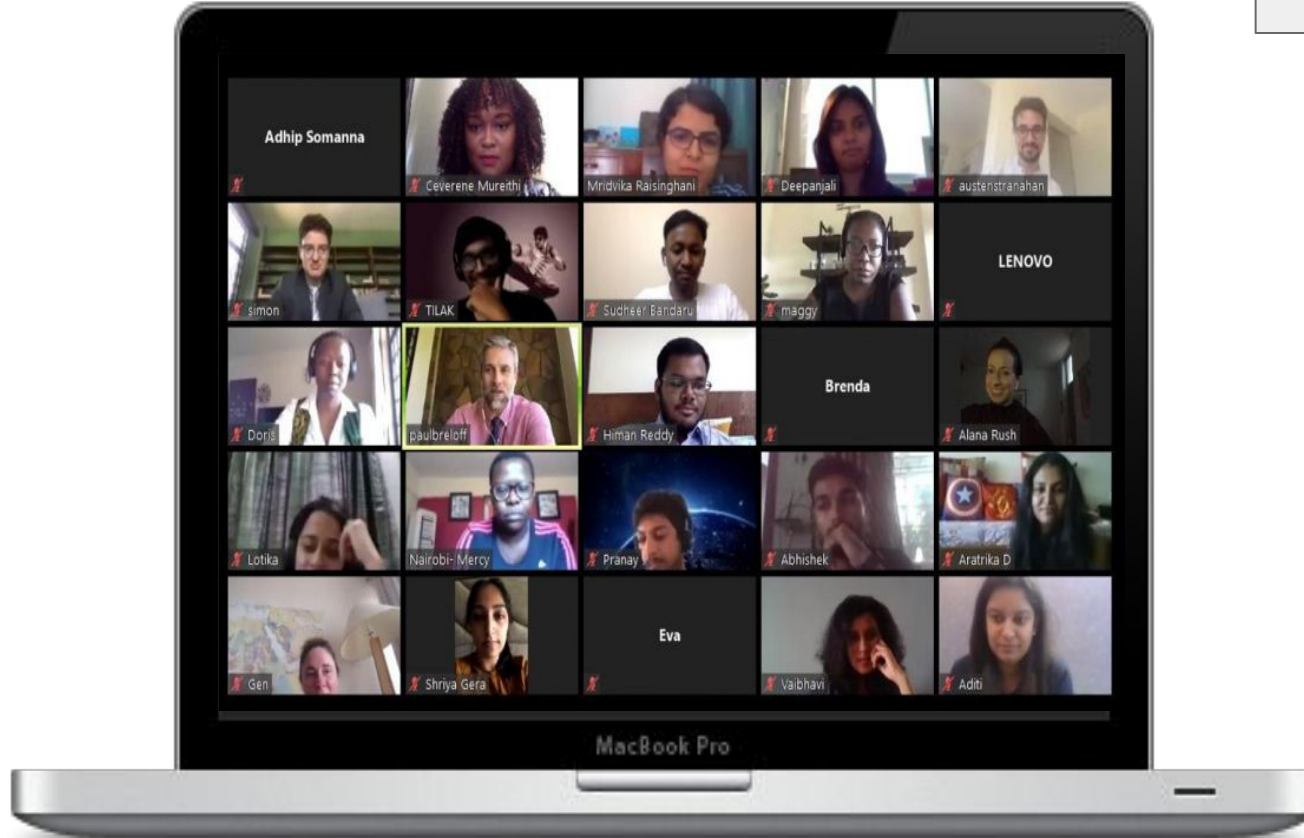 Adhip Somanna
Ceverene Mureithi
Mridvika Raisinghani
Deepanjali
austenstranahan
simon
TILAK
Sudheer Bandaru
maggy
LENOVO
Doris
paulbreloff
Himan Reddy
Brenda
Alana Rush
Lotika
Nairobi- Mercy
Pranay
Abhishek
Aratrika D
Gen
Shriya Gera
Eva
Vaibhavi
Aditi
MacBook Pro